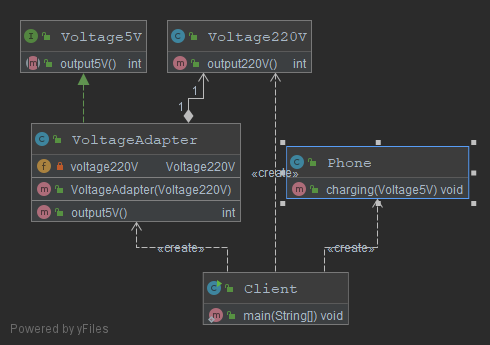 I Voltage5V
m output5V() int
C Voltage220V
m output220V() int
1
1
C VoltageAdapter
f voltage220V Voltage220V
m VoltageAdapter(Voltage220V)
m output5V() int
«create»
C Phone
m charging(Voltage5V) void
«create»
«create»
C Client
m main(String[]) void
Powered by yFiles